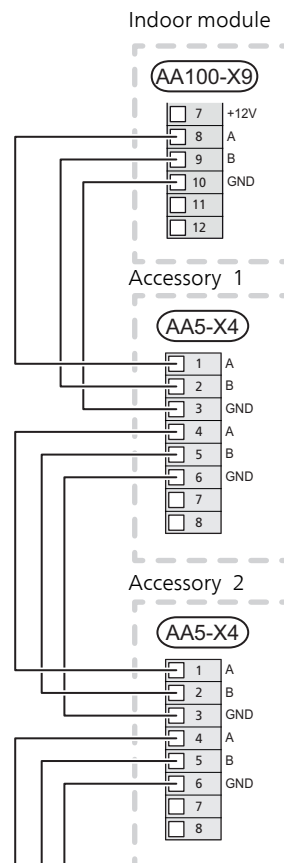 Indoor module
AA100-X9
7 +12V
8 A
9 B
10 GND
11
12
Accessory 1
AA5-X4
1 A
2 B
3 GND
4 A
5 B
6 GND
7
8
Accessory 2
AA5-X4
1 A
2 B
3 GND
4 A
5 B
6 GND
7
8